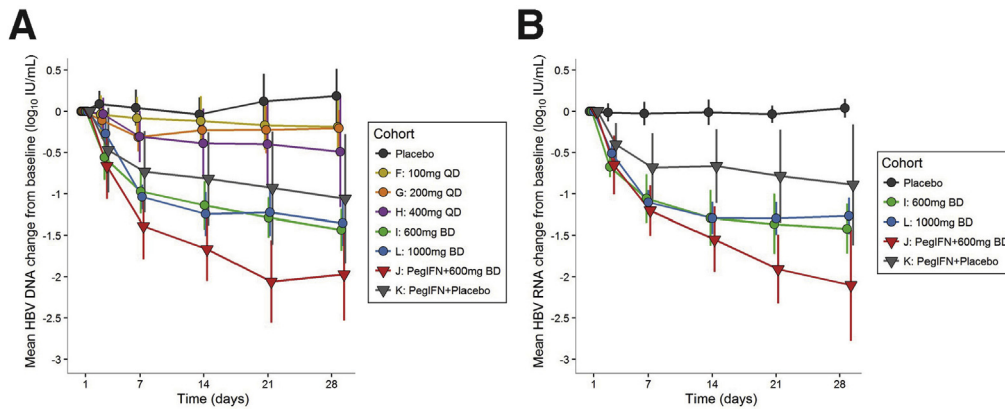 A
0.5
0
-0.5
-1
-1.5
-2
-2.5
-3
Mean HBV DNA change from baseline (log10 IU/mL)
1 7 14 21 28
Time (days)
Cohort
Placebo
F: 100mg QD
G: 200mg QD
H: 400mg QD
I: 600mg BD
L: 1000mg BD
J: PegIFN+600mg BD
K: PegIFN+Placebo
B
0.5
0
-0.5
-1
-1.5
-2
-2.5
-3
Mean HBV RNA change from baseline (log10 IU/mL)
1 7 14 21 28
Time (days)
Cohort
Placebo
I: 600mg BD
L: 1000mg BD
J: PegIFN+600mg BD
K: PegIFN+Placebo